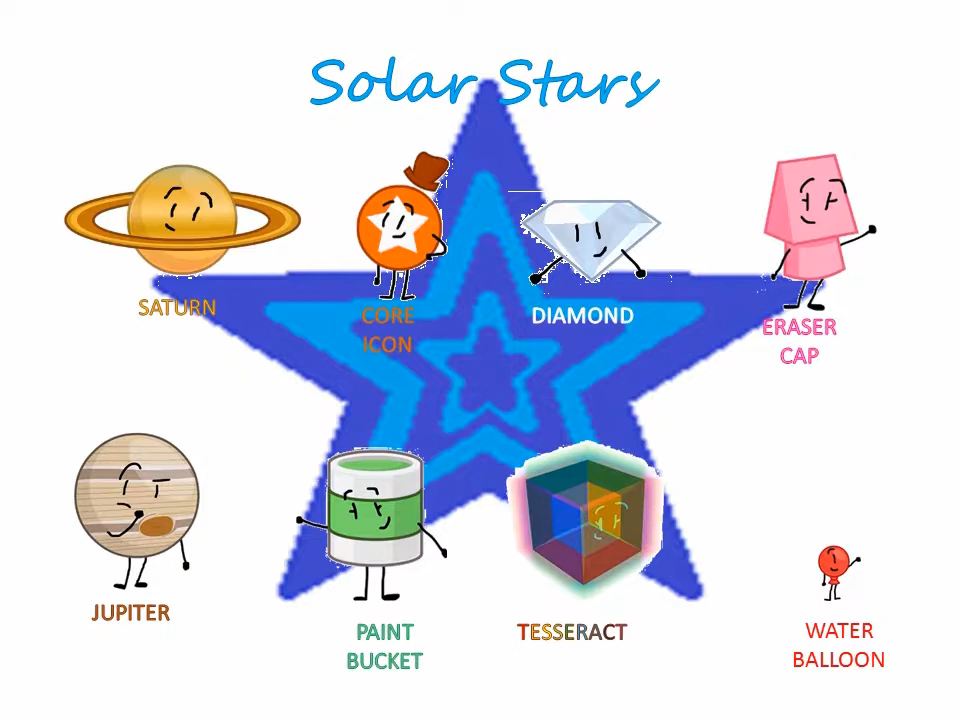 Solar Stars
SATURN
CORE
ICON
DIAMOND
ERASER
CAP
JUPITER
PAINT
BUCKET
TESSERACT
WATER
BALLOON